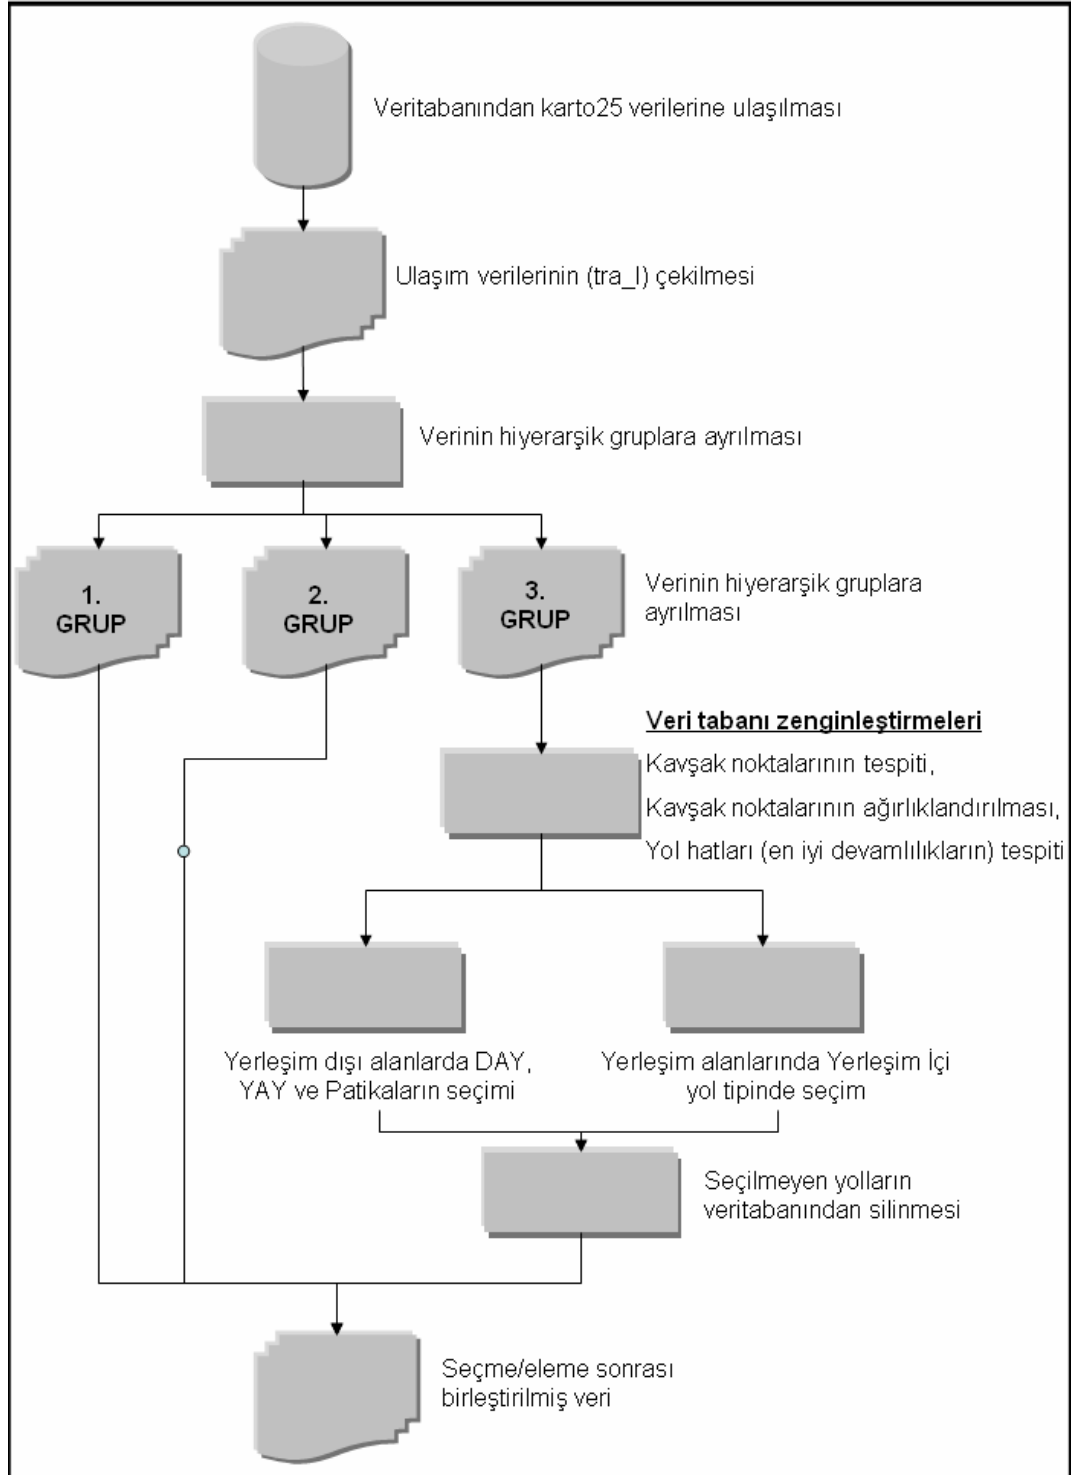 Veritabanından karto25 verilerine ulaşılması
Ulaşım verilerinin (tra_l) çekilmesi
Verinin hiyerarşik gruplara ayrılması
1.
GRUP
2.
GRUP
3.
GRUP
Verinin hiyerarşik gruplara
ayrılması
Veri tabanı zenginleştirmeleri
Kavşak noktalarının tespiti,
Kavşak noktalarının ağırlıklandırılması,
Yol hatları (en iyi devamlılıkların) tespiti
Yerleşim dışı alanlarda DAY,
YAY ve Patikaların seçimi
Yerleşim alanlarında Yerleşim İçi
yol tipinde seçim
Seçilmeyen yolların
veritabanından silinmesi
Seçme/eleme sonrası
birleştirilmiş veri